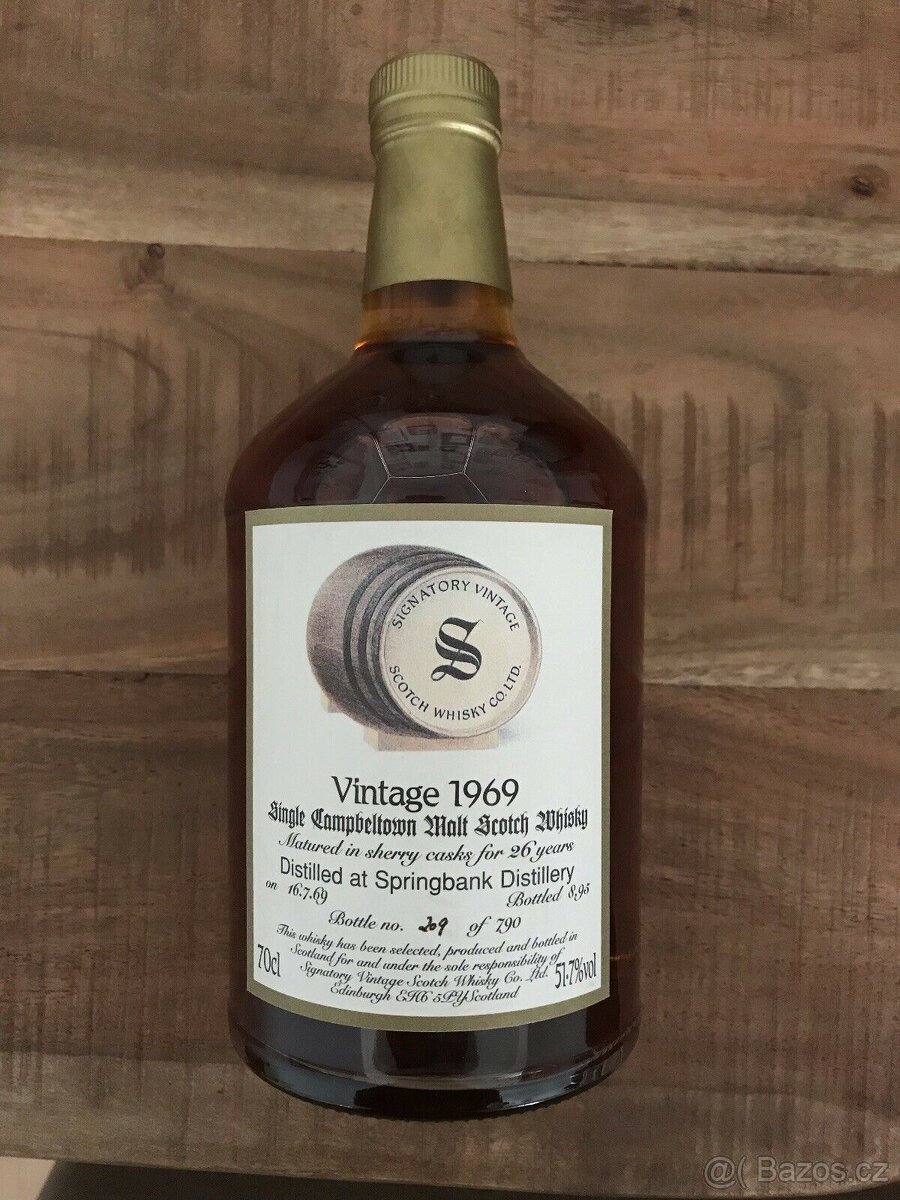 SIGNATORY VINTAGE
S
SCOTCH WHISKY CO. LTD.
Vintage 1969
Single Campbeltown Malt Scotch Whisky
Matured in sherry casks for 26 years
Distilled at Springbank Distillery
on 16.7.69 Bottled 8.95
Bottle no. 209 of 790
This whisky has been selected, produced and bottled in
Scotland for and under the sole responsibility of
Signatory Vintage Scotch Whisky Co. Ltd.
Edinburgh EH6 5PY Scotland
70cl 51·7%vol
@( Bazos.cz